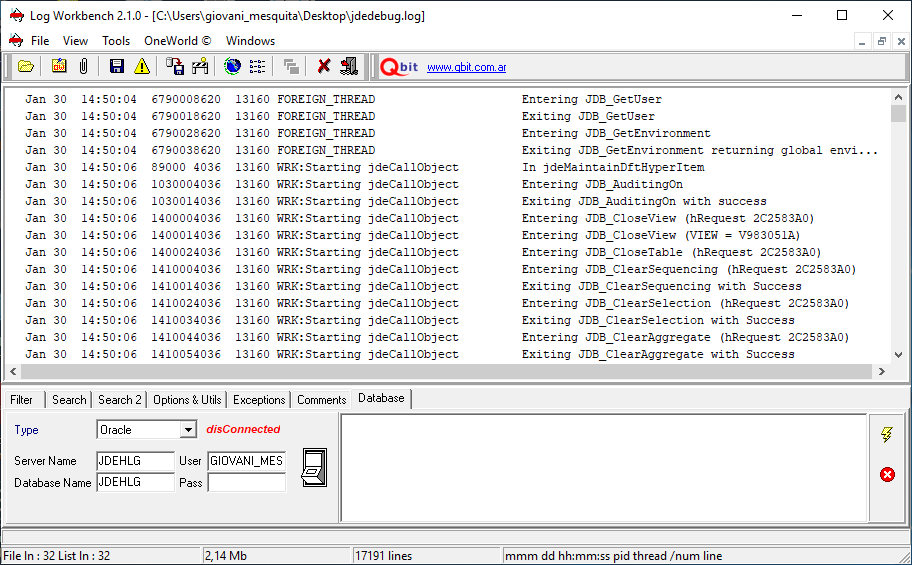 Log Workbench 2.1.0 - [C:\Users\giovani_mesquita\Desktop\jdedebug.log]
File View Tools OneWorld © Windows
Qbit www.qbit.com.ar
Jan 30 14:50:04 6790008620 13160 FOREIGN_THREAD Entering JDB_GetUser
Jan 30 14:50:04 6790018620 13160 FOREIGN_THREAD Exiting JDB_GetUser
Jan 30 14:50:04 6790028620 13160 FOREIGN_THREAD Entering JDB_GetEnvironment
Jan 30 14:50:04 6790038620 13160 FOREIGN_THREAD Exiting JDB_GetEnvironment returning global envi...
Jan 30 14:50:06 89000 4036 13160 WRK:Starting jdeCallObject In jdeMaintainDftHyperItem
Jan 30 14:50:06 1030004036 13160 WRK:Starting jdeCallObject Entering JDB_AuditingOn
Jan 30 14:50:06 1030014036 13160 WRK:Starting jdeCallObject Exiting JDB_AuditingOn with success
Jan 30 14:50:06 1400004036 13160 WRK:Starting jdeCallObject Entering JDB_CloseView (hRequest 2C2583A0)
Jan 30 14:50:06 1400014036 13160 WRK:Starting jdeCallObject Entering JDB_CloseView (VIEW = V983051A)
Jan 30 14:50:06 1400024036 13160 WRK:Starting jdeCallObject Entering JDB_CloseTable (hRequest 2C2583A0)
Jan 30 14:50:06 1410004036 13160 WRK:Starting jdeCallObject Entering JDB_ClearSequencing (hRequest 2C2583A0)
Jan 30 14:50:06 1410014036 13160 WRK:Starting jdeCallObject Exiting JDB_ClearSequencing with Success
Jan 30 14:50:06 1410024036 13160 WRK:Starting jdeCallObject Entering JDB_ClearSelection (hRequest 2C2583A0)
Jan 30 14:50:06 1410034036 13160 WRK:Starting jdeCallObject Exiting JDB_ClearSelection with Success
Jan 30 14:50:06 1410044036 13160 WRK:Starting jdeCallObject Entering JDB_ClearAggregate (hRequest 2C2583A0)
Jan 30 14:50:06 1410054036 13160 WRK:Starting jdeCallObject Exiting JDB_ClearAggregate with Success
Filter Search Search 2 Options & Utils Exceptions Comments Database
Type Oracle disConnected
Server Name JDEHLG User GIOVANI_MES
Database Name JDEHLG Pass
File In : 32 List In : 32 2,14 Mb 17191 lines mmm dd hh:mm:ss pid thread /num line